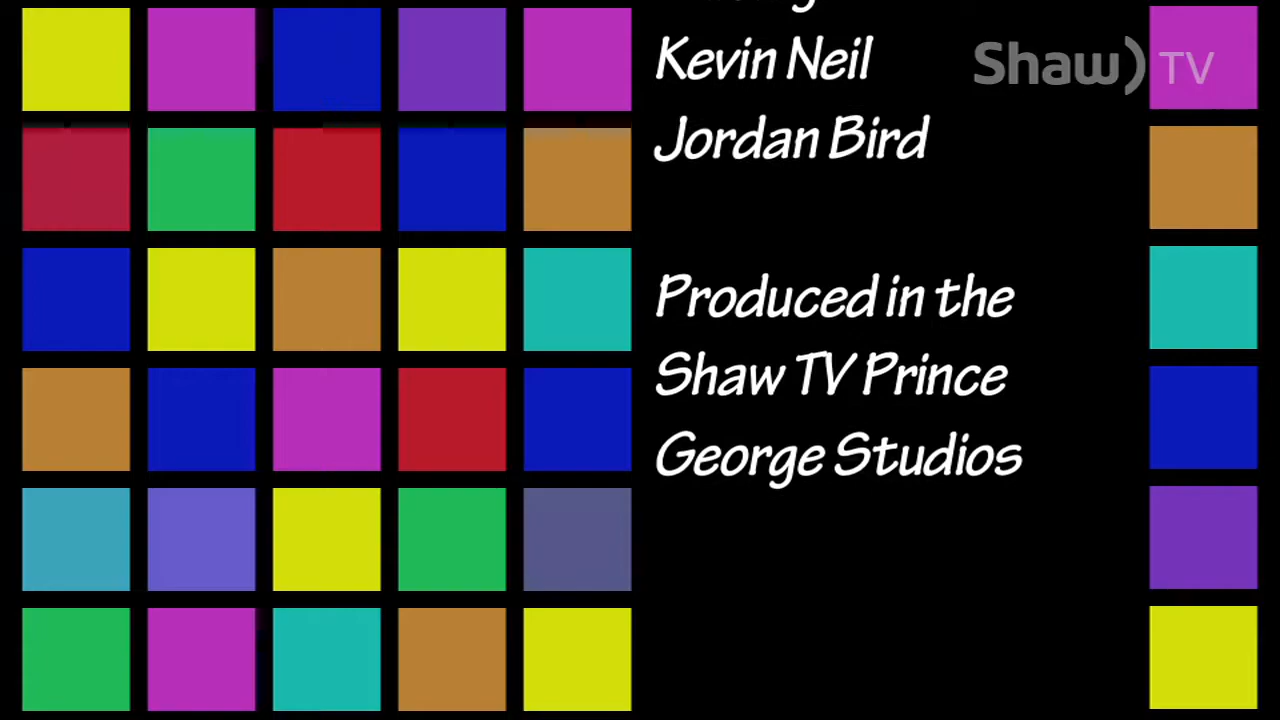 Kevin Neil
Shaw) TV
Jordan Bird
Produced in the
Shaw TV Prince
George Studios